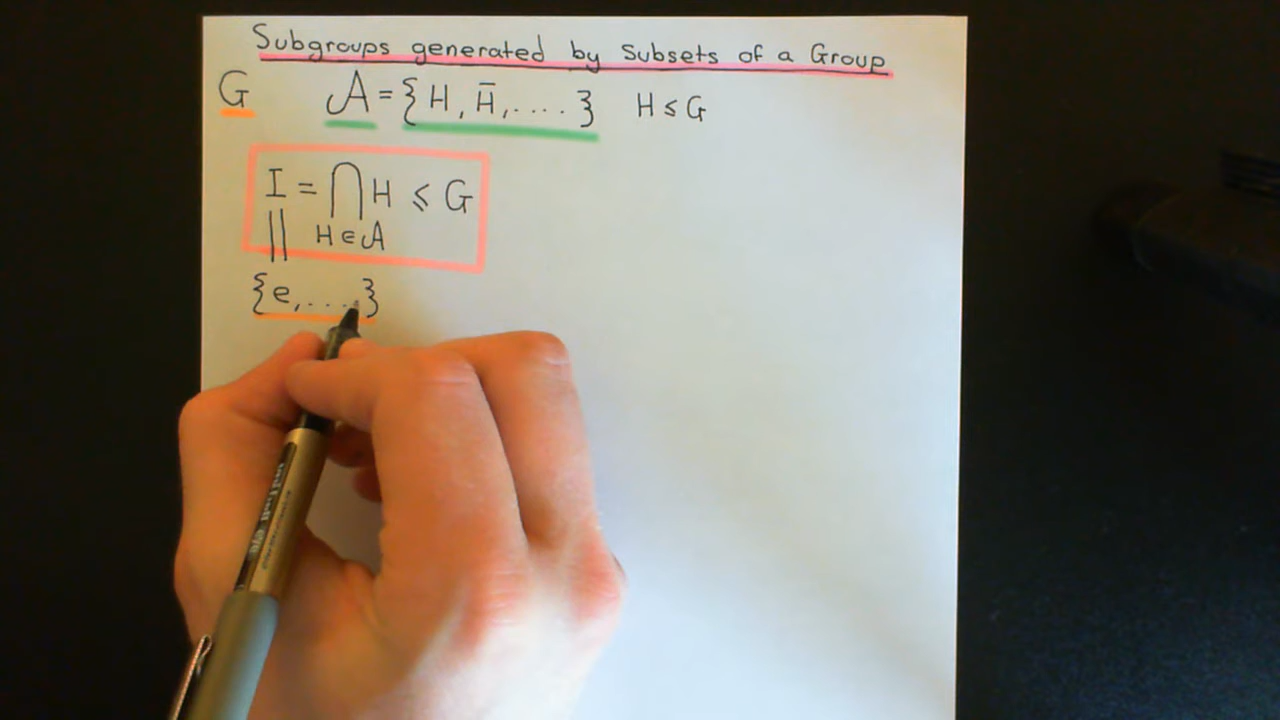 Subgroups generated by Subsets of a Group
G 𝒜 = {H, H̄, .... } H ≤ G
I = ⋂ H ≤ G
|| H ∈ 𝒜
{e, ....}